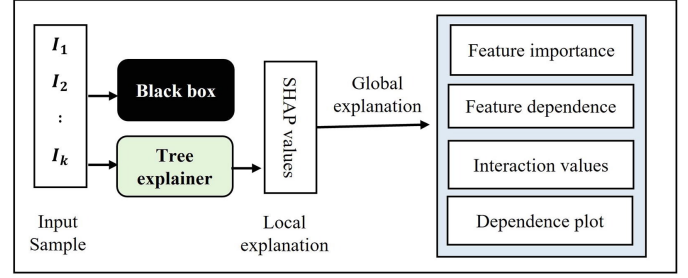 I1
I2
:
Ik
Input
Sample
Black box
Tree
explainer
SHAP values
Local
explanation
Global
explanation
Feature importance
Feature dependence
Interaction values
Dependence plot